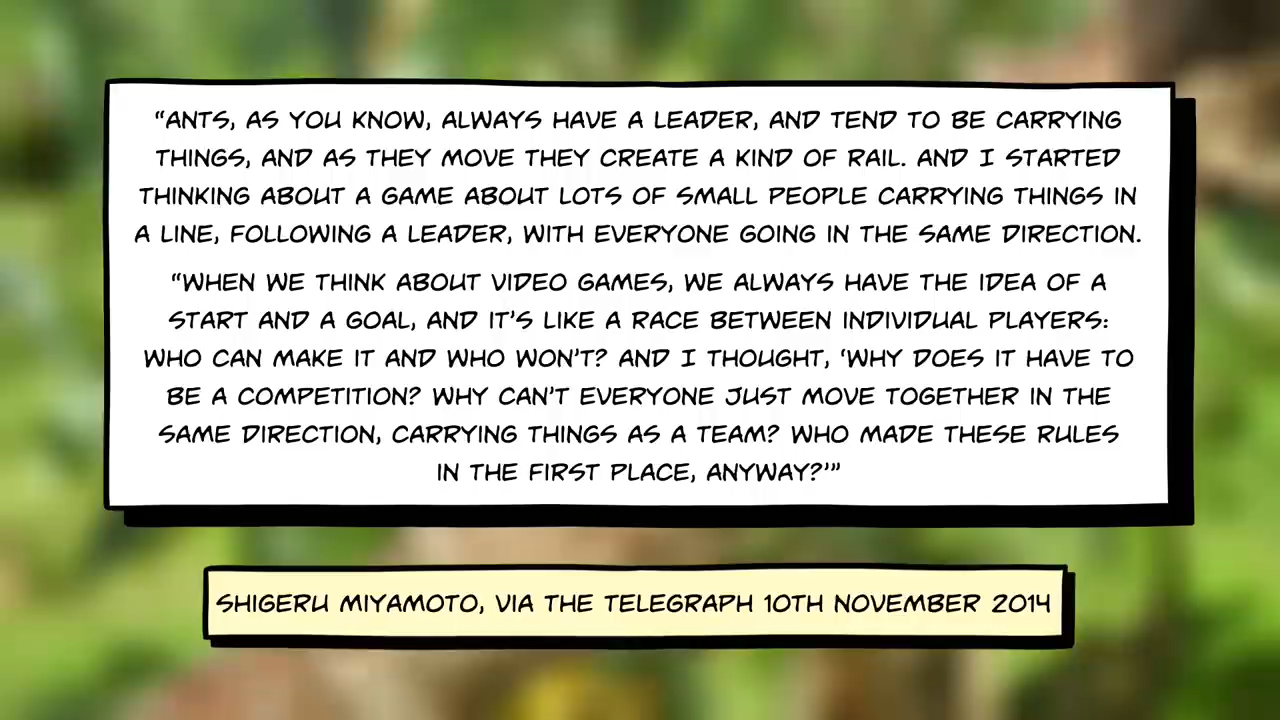 “ANTS, AS YOU KNOW, ALWAYS HAVE A LEADER, AND TEND TO BE CARRYING
THINGS, AND AS THEY MOVE THEY CREATE A KIND OF RAIL. AND I STARTED
THINKING ABOUT A GAME ABOUT LOTS OF SMALL PEOPLE CARRYING THINGS IN
A LINE, FOLLOWING A LEADER, WITH EVERYONE GOING IN THE SAME DIRECTION.
“WHEN WE THINK ABOUT VIDEO GAMES, WE ALWAYS HAVE THE IDEA OF A
START AND A GOAL, AND IT’S LIKE A RACE BETWEEN INDIVIDUAL PLAYERS:
WHO CAN MAKE IT AND WHO WON’T? AND I THOUGHT, ‘WHY DOES IT HAVE TO
BE A COMPETITION? WHY CAN’T EVERYONE JUST MOVE TOGETHER IN THE
SAME DIRECTION, CARRYING THINGS AS A TEAM? WHO MADE THESE RULES
IN THE FIRST PLACE, ANYWAY?’”
SHIGERU MIYAMOTO, VIA THE TELEGRAPH 10TH NOVEMBER 2014